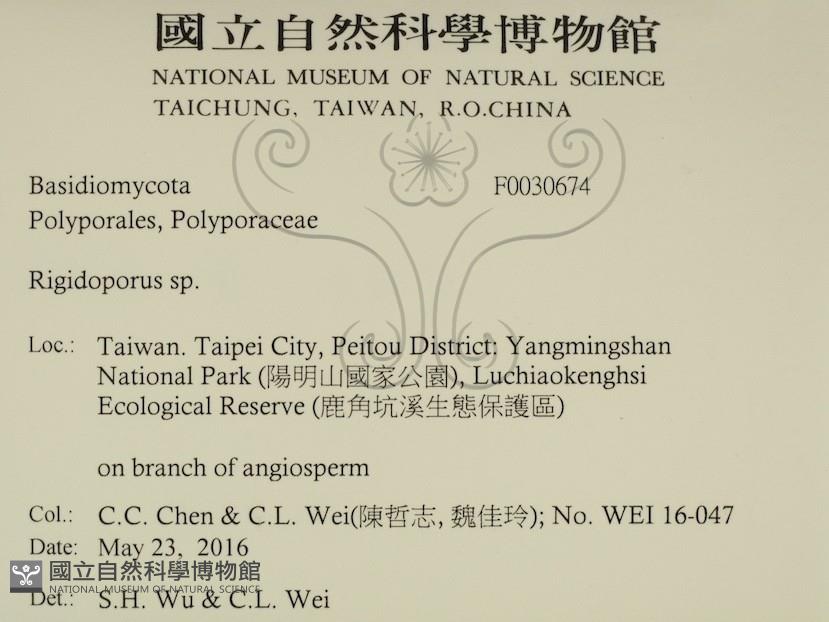 國立自然科學博物館
NATIONAL MUSEUM OF NATURAL SCIENCE
TAICHUNG, TAIWAN, R.O.CHINA
Basidiomycota F0030674
Polyporales, Polyporaceae
Rigidoporus sp.
Loc.: Taiwan. Taipei City, Peitou District: Yangmingshan
National Park (陽明山國家公園), Luchiaokenghsi
Ecological Reserve (鹿角坑溪生態保護區)
on branch of angiosperm
Col.: C.C. Chen & C.L. Wei(陳哲志, 魏佳玲); No. WEI 16-047
Date: May 23, 2016
國立自然科學博物館
NATIONAL MUSEUM OF NATURAL SCIENCE
Det.: S.H. Wu & C.L. Wei